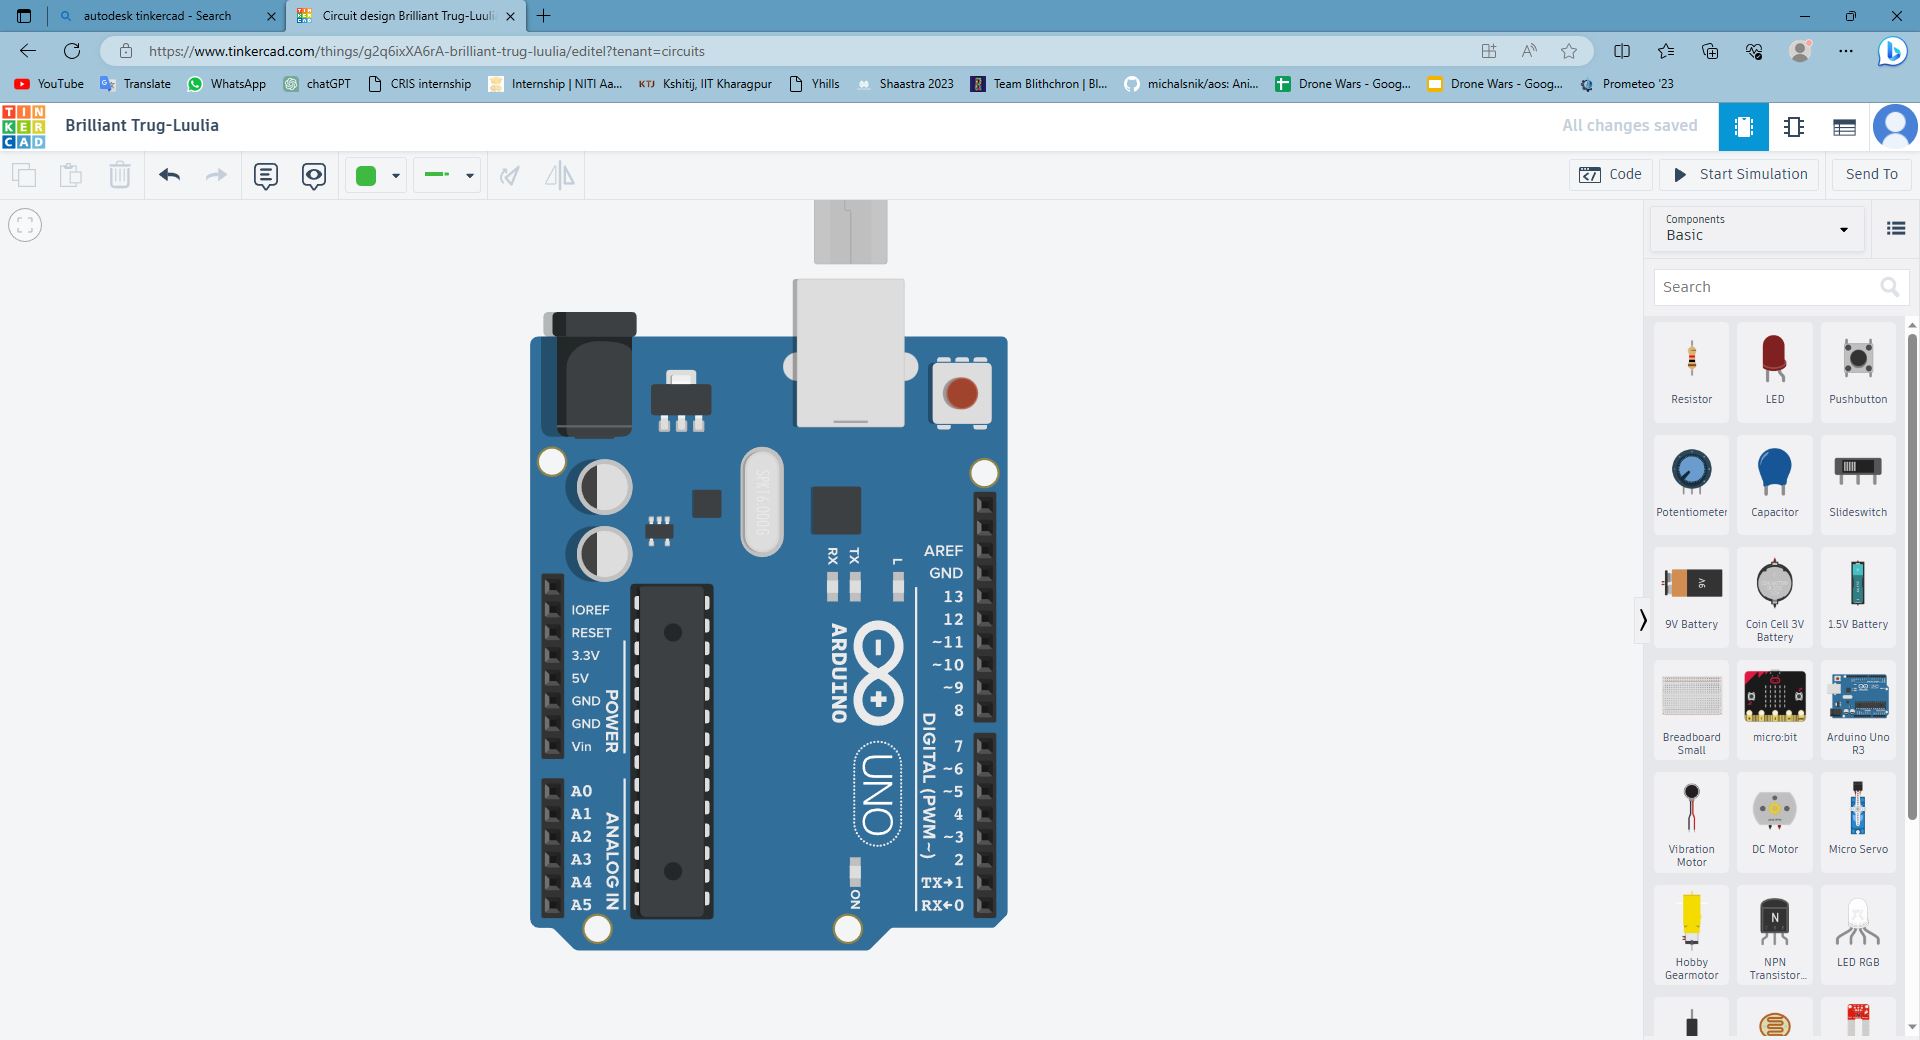 autodesk tinkercad - Search
Circuit design Brilliant Trug-Luulia
https://www.tinkercad.com/things/g2q6ixXA6rA-brilliant-trug-luulia/editel?tenant=circuits
YouTube
Translate
WhatsApp
chatGPT
CRIS internship
Internship | NITI Aa...
KTJ Kshitij, IIT Kharagpur
Yhills
Shaastra 2023
Team Blithchron | Bl...
michalsnik/aos: Ani...
Drone Wars - Goog...
Drone Wars - Goog...
Prometeo '23
TIN
KER
CAD
Brilliant Trug-Luulia
All changes saved
Code
Start Simulation
Send To
Components
Basic
Search
Resistor
LED
Pushbutton
Potentiometer
Capacitor
Slideswitch
9V
9V Battery
Coin Cell 3V
Battery
1.5V Battery
Breadboard
Small
micro:bit
Arduino Uno
R3
Vibration
Motor
DC Motor
Micro Servo
Hobby
Gearmotor
N
NPN
Transistor...
LED RGB
SPK16.000G
RX
TX
L
AREF
GND
13
12
~11
~10
~9
8
7
~6
~5
4
~3
2
TX→1
RX←0
DIGITAL (PWM ~)
ARDUINO
UNO
ON
IOREF
RESET
3.3V
5V
GND
GND
Vin
POWER
A0
A1
A2
A3
A4
A5
ANALOG IN